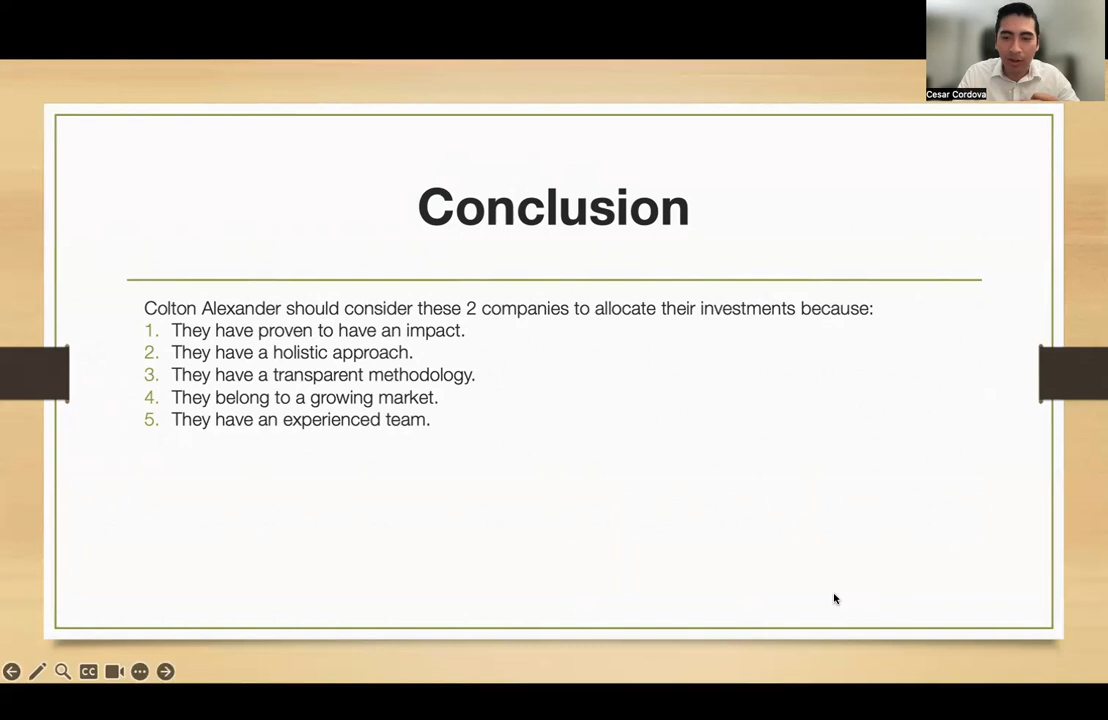 Cesar Cordova
Conclusion
Colton Alexander should consider these 2 companies to allocate their investments because:
1. They have proven to have an impact.
2. They have a holistic approach.
3. They have a transparent methodology.
4. They belong to a growing market.
5. They have an experienced team.
CC